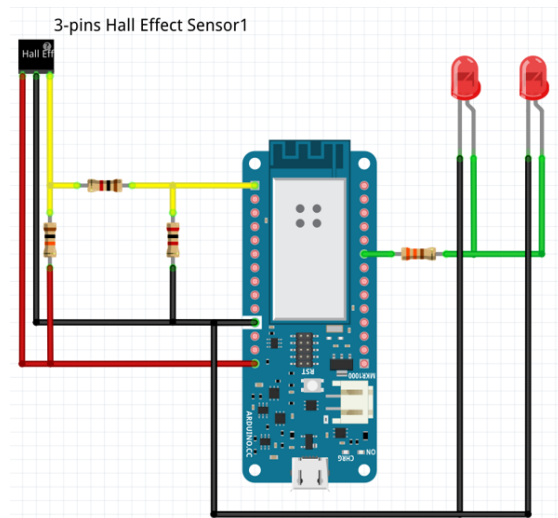 3-pins Hall Effect Sensor1
Hall Eff
RST
MKR1000
ARDUINO.CC
CHRG
ON